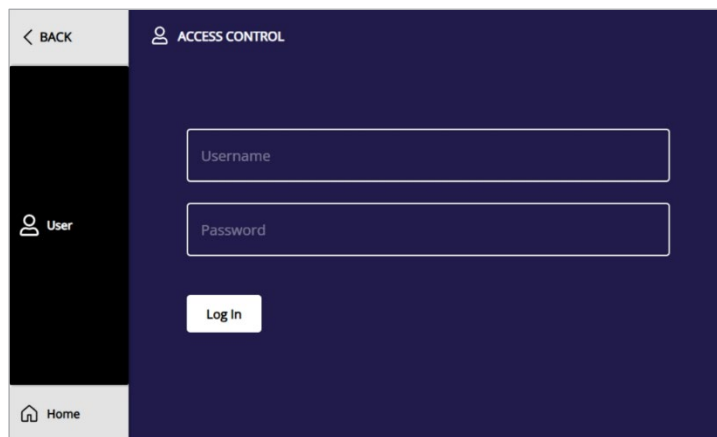 BACK
ACCESS CONTROL
Username
Password
User
Log In
Home